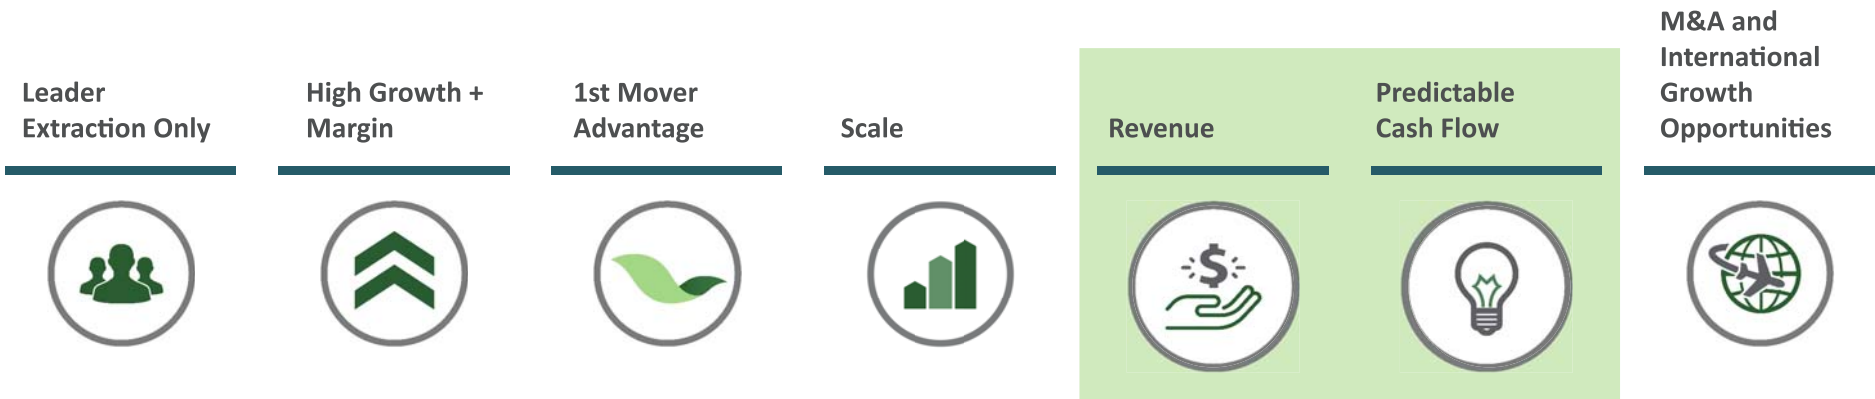 Leader
Extraction Only
High Growth +
Margin
1st Mover
Advantage
Scale
Revenue
Predictable
Cash Flow
M&A and
International
Growth
Opportunities
$